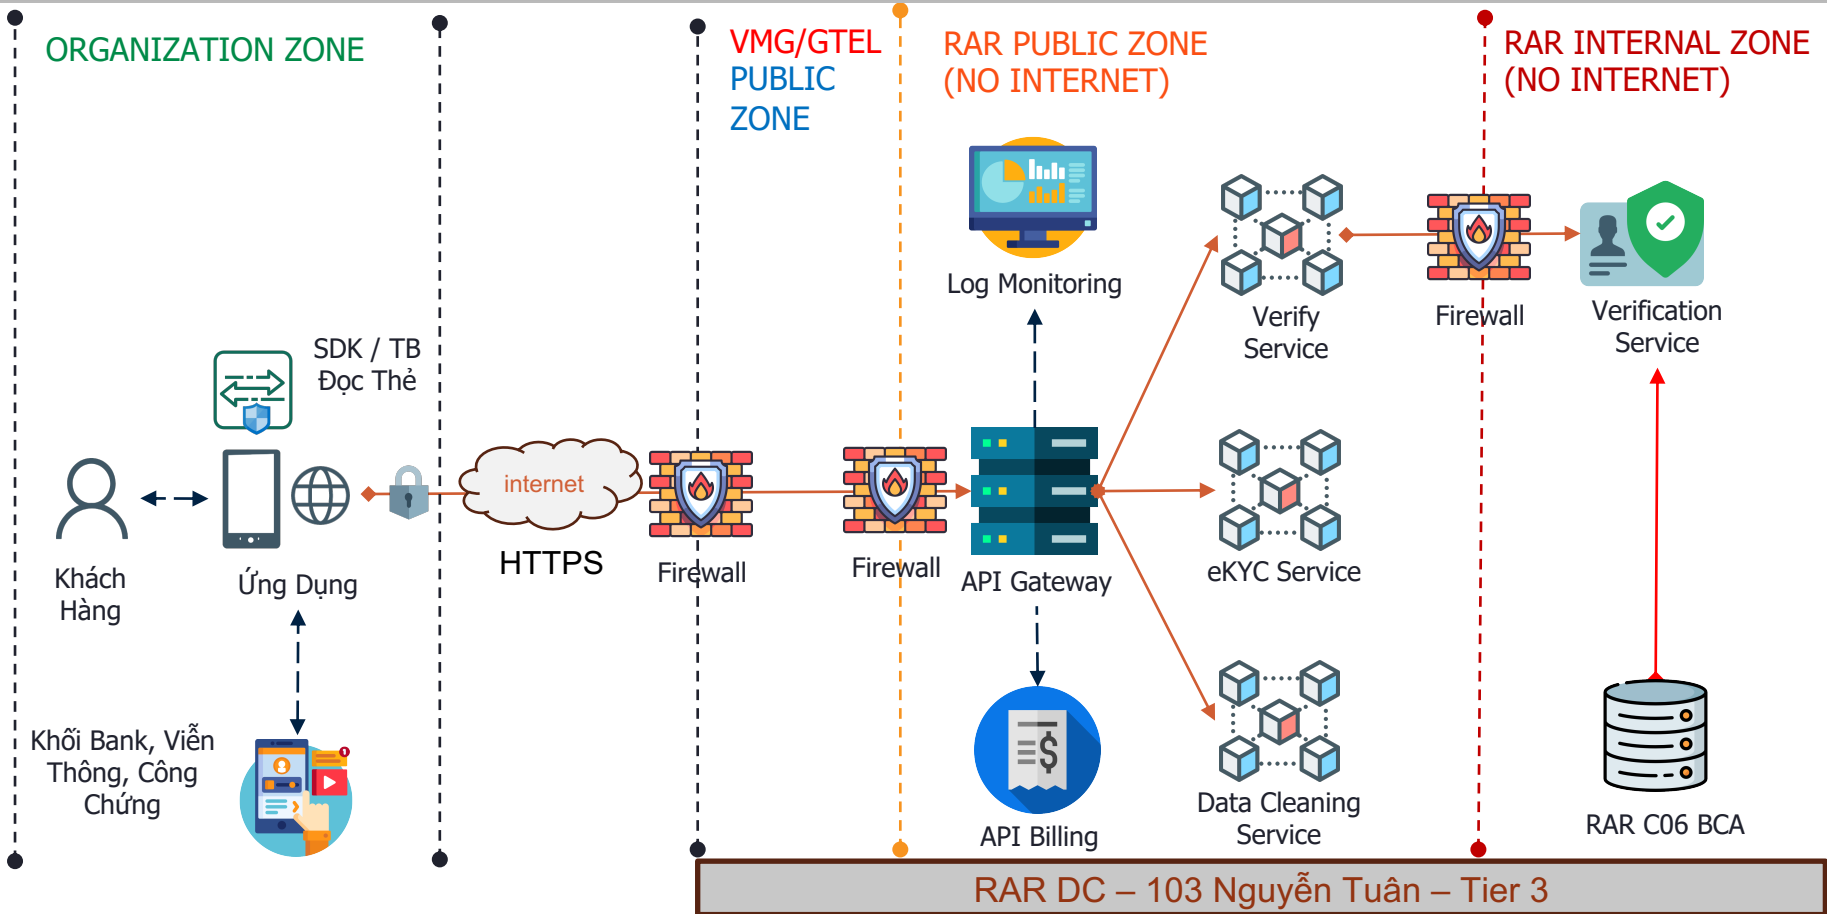 ORGANIZATION ZONE
VMG/GTEL
PUBLIC
ZONE
RAR PUBLIC ZONE
(NO INTERNET)
RAR INTERNAL ZONE
(NO INTERNET)
Log Monitoring
Verify
Service
Firewall
Verification
Service
SDK / TB
Đọc Thẻ
internet
HTTPS
Khách
Hàng
Ứng Dụng
Firewall
Firewall
API Gateway
eKYC Service
Khối Bank, Viễn
Thông, Công
Chứng
1
$
API Billing
Data Cleaning
Service
RAR C06 BCA
RAR DC – 103 Nguyễn Tuân – Tier 3